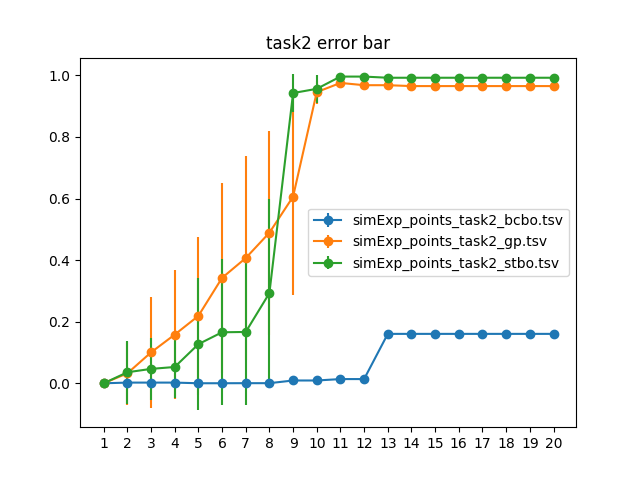 task2 error bar
1.0
0.8
0.6
0.4
0.2
0.0
simExp_points_task2_bcbo.tsv
simExp_points_task2_gp.tsv
simExp_points_task2_stbo.tsv
1 2 3 4 5 6 7 8 9 10 11 12 13 14 15 16 17 18 19 20